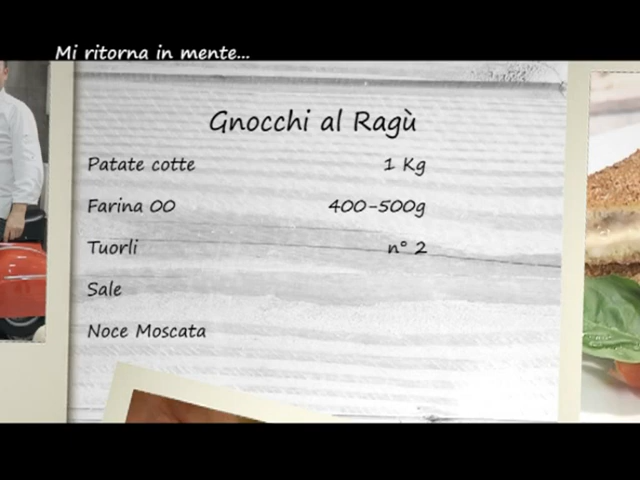 Mi ritorna in mente...
Gnocchi al Ragù
Patate cotte 1 Kg
Farina 00 400-500g
Tuorli n° 2
Sale
Noce Moscata